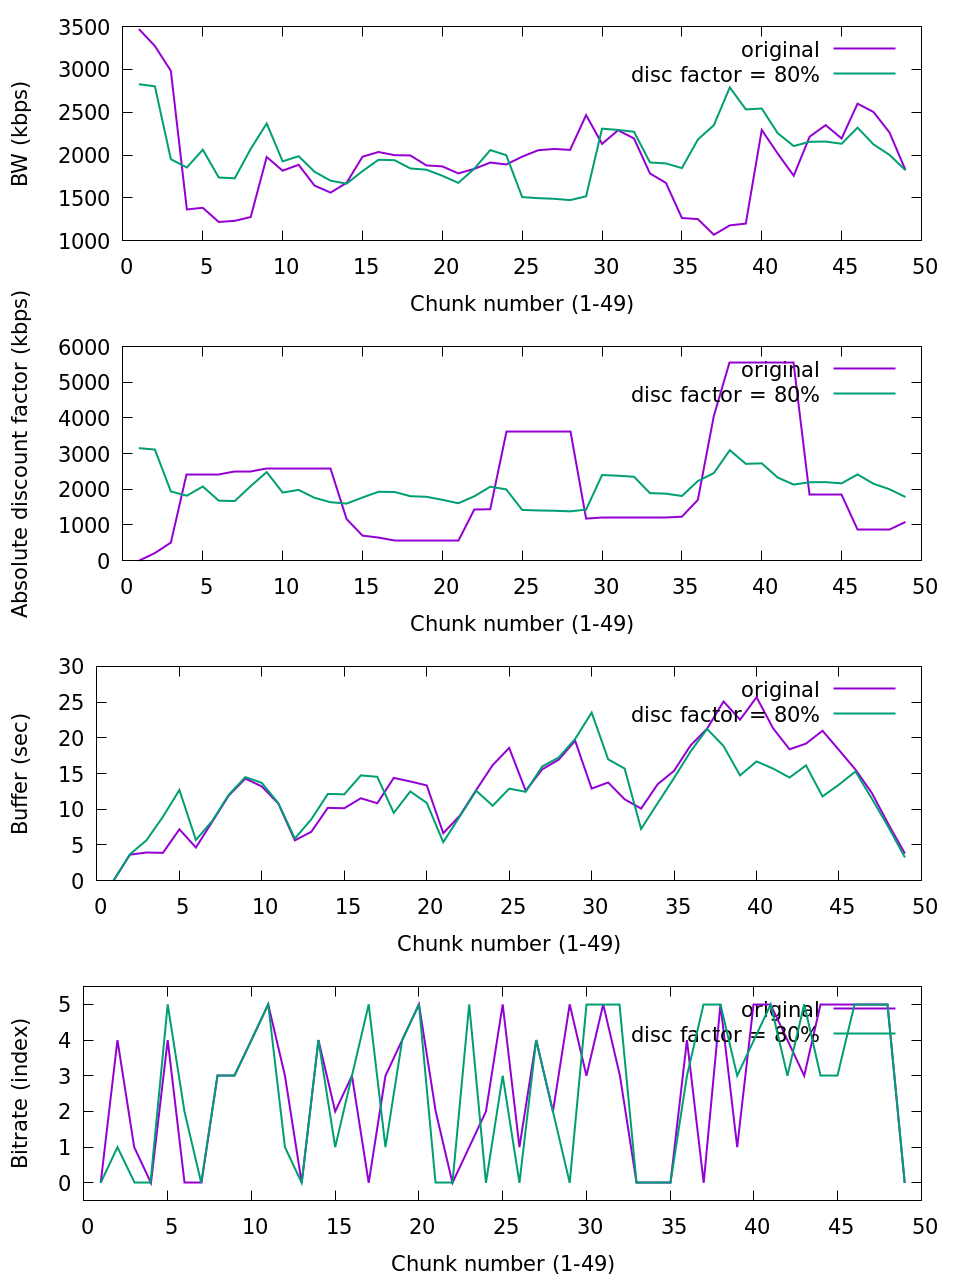 3500
3000
2500
2000
1500
1000
BW (kbps)
original
disc factor = 80%
0 5 10 15 20 25 30 35 40 45 50
Chunk number (1-49)
6000
5000
4000
3000
2000
1000
0
Absolute discount factor (kbps)
original
disc factor = 80%
0 5 10 15 20 25 30 35 40 45 50
Chunk number (1-49)
30
25
20
15
10
5
0
Buffer (sec)
original
disc factor = 80%
0 5 10 15 20 25 30 35 40 45 50
Chunk number (1-49)
5
4
3
2
1
0
Bitrate (index)
original
disc factor = 80%
0 5 10 15 20 25 30 35 40 45 50
Chunk number (1-49)